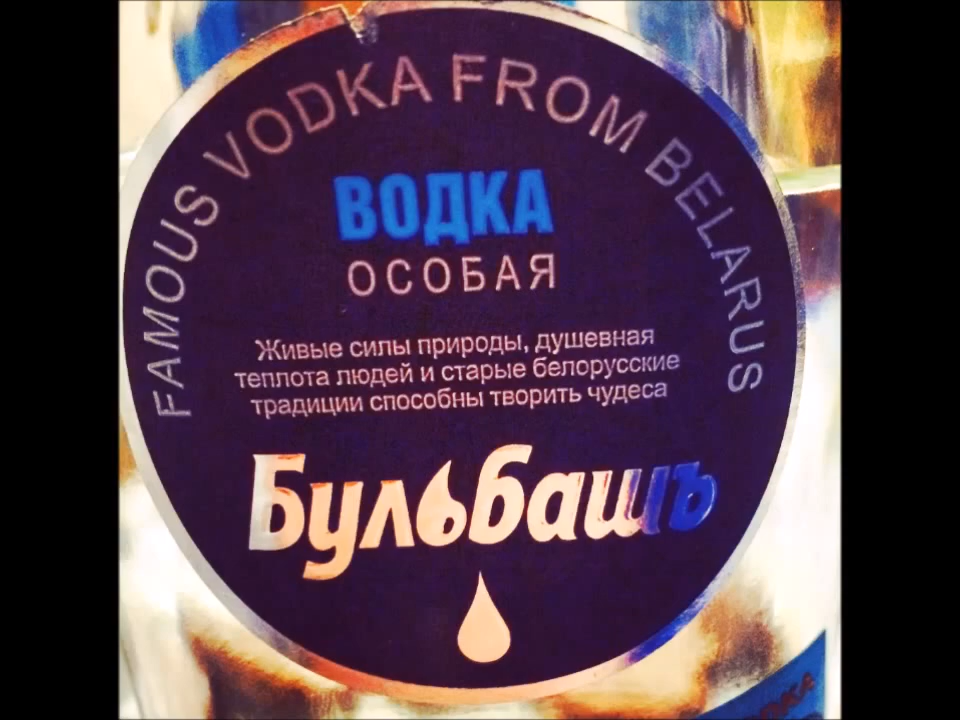 FAMOUS VODKA FROM BELARUS
ВОДКА
ОСОБАЯ
Живые силы природы, душевная
теплота людей и старые белорусские
традиции способны творить чудеса
Бульбашъ